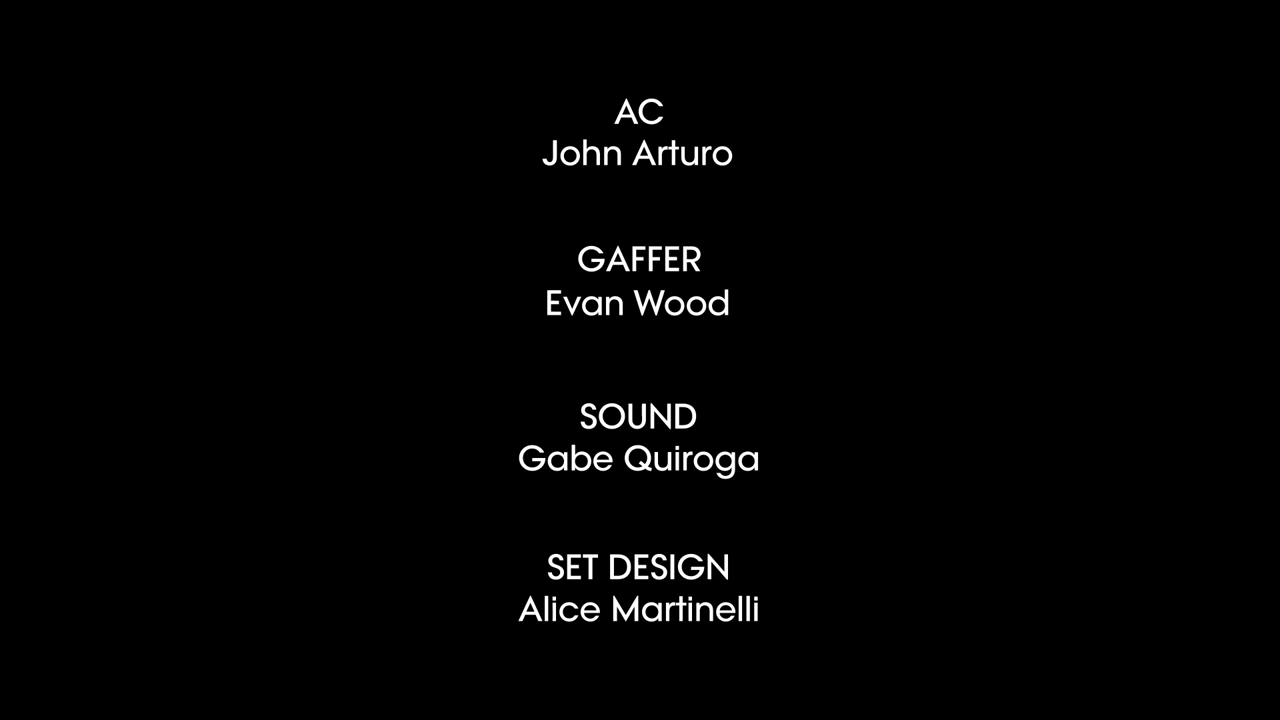 AC
John Arturo
GAFFER
Evan Wood
SOUND
Gabe Quiroga
SET DESIGN
Alice Martinelli